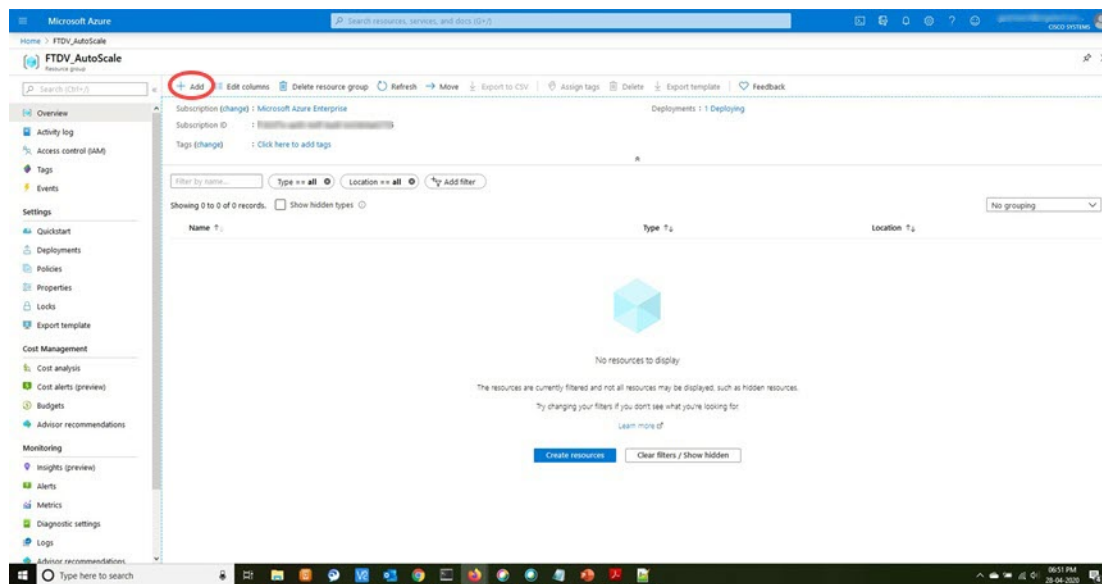 Microsoft Azure
Search resources, services, and docs (G+/)
CISCO SYSTEMS
Home > FTDV_AutoScale
FTDV_AutoScale
Resource group
Search (Ctrl+/)
«
Add
Edit columns
Delete resource group
Refresh
Move
Export to CSV
Assign tags
Delete
Export template
Feedback
Overview
Activity log
Access control (IAM)
Tags
Events
Settings
Quickstart
Deployments
Policies
Properties
Locks
Export template
Cost Management
Cost analysis
Cost alerts (preview)
Budgets
Advisor recommendations
Monitoring
Insights (preview)
Alerts
Metrics
Diagnostic settings
Logs
Advisor recommendations
Subscription (change) : Microsoft Azure Enterprise
Deployments : 1 Deploying
Subscription ID :
Tags (change) : Click here to add tags
Filter by name...
Type == all
Location == all
Add filter
Showing 0 to 0 of 0 records.
Show hidden types
No grouping
Name ↑↓
Type ↑↓
Location ↑↓
No resources to display
The resources are currently filtered and not all resources may be displayed, such as hidden resources.
Try changing your filters if you don't see what you're looking for.
Learn more
Create resources
Clear filters / Show hidden
Type here to search
06:51 PM
28-04-2020